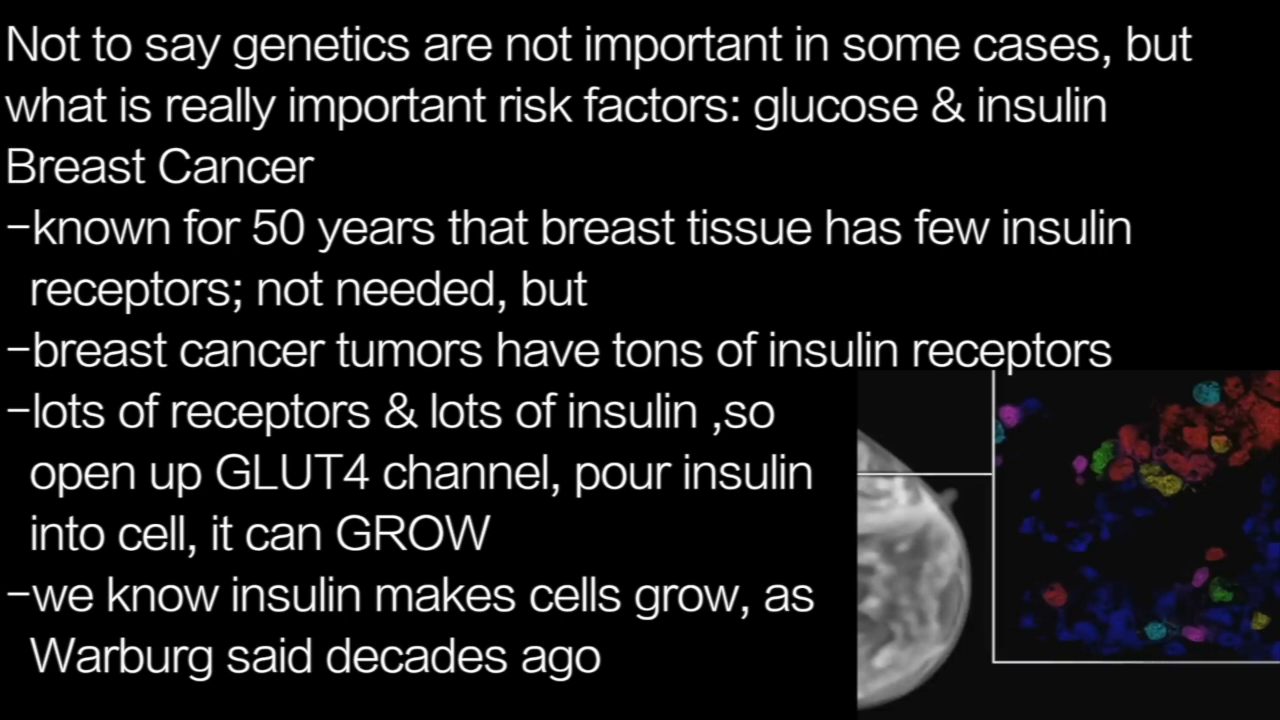 Not to say genetics are not important in some cases, but
what is really important risk factors: glucose & insulin
Breast Cancer
–known for 50 years that breast tissue has few insulin
receptors; not needed, but
–breast cancer tumors have tons of insulin receptors
–lots of receptors & lots of insulin ,so
open up GLUT4 channel, pour insulin
into cell, it can GROW
–we know insulin makes cells grow, as
Warburg said decades ago